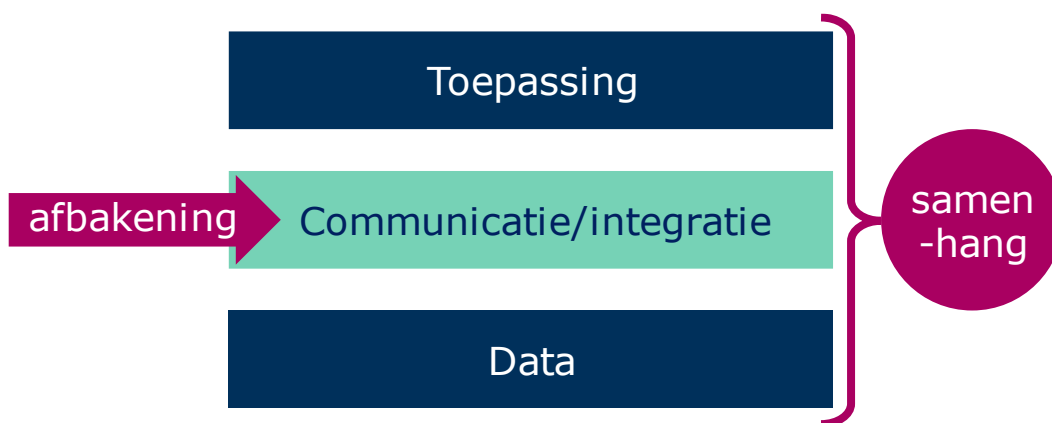 Toepassing
afbakening
Communicatie/integratie
samen
-hang
Data